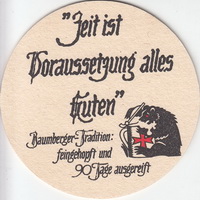 "Zeit ist
Voraussetzung alles
Guten"
Baumberger-Tradition:
feingehopft und
90 Tage ausgereift